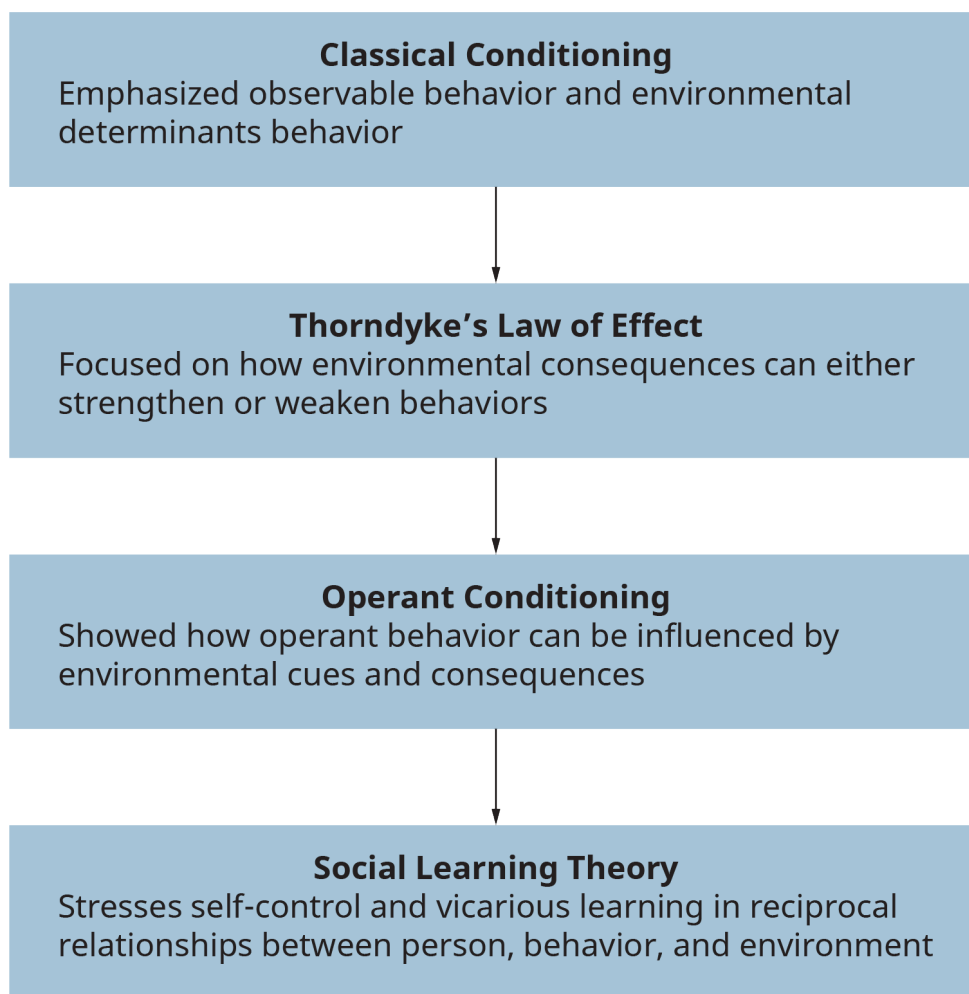 Classical Conditioning
Emphasized observable behavior and environmental
determinants behavior
Thorndyke’s Law of Effect
Focused on how environmental consequences can either
strengthen or weaken behaviors
Operant Conditioning
Showed how operant behavior can be influenced by
environmental cues and consequences
Social Learning Theory
Stresses self-control and vicarious learning in reciprocal
relationships between person, behavior, and environment